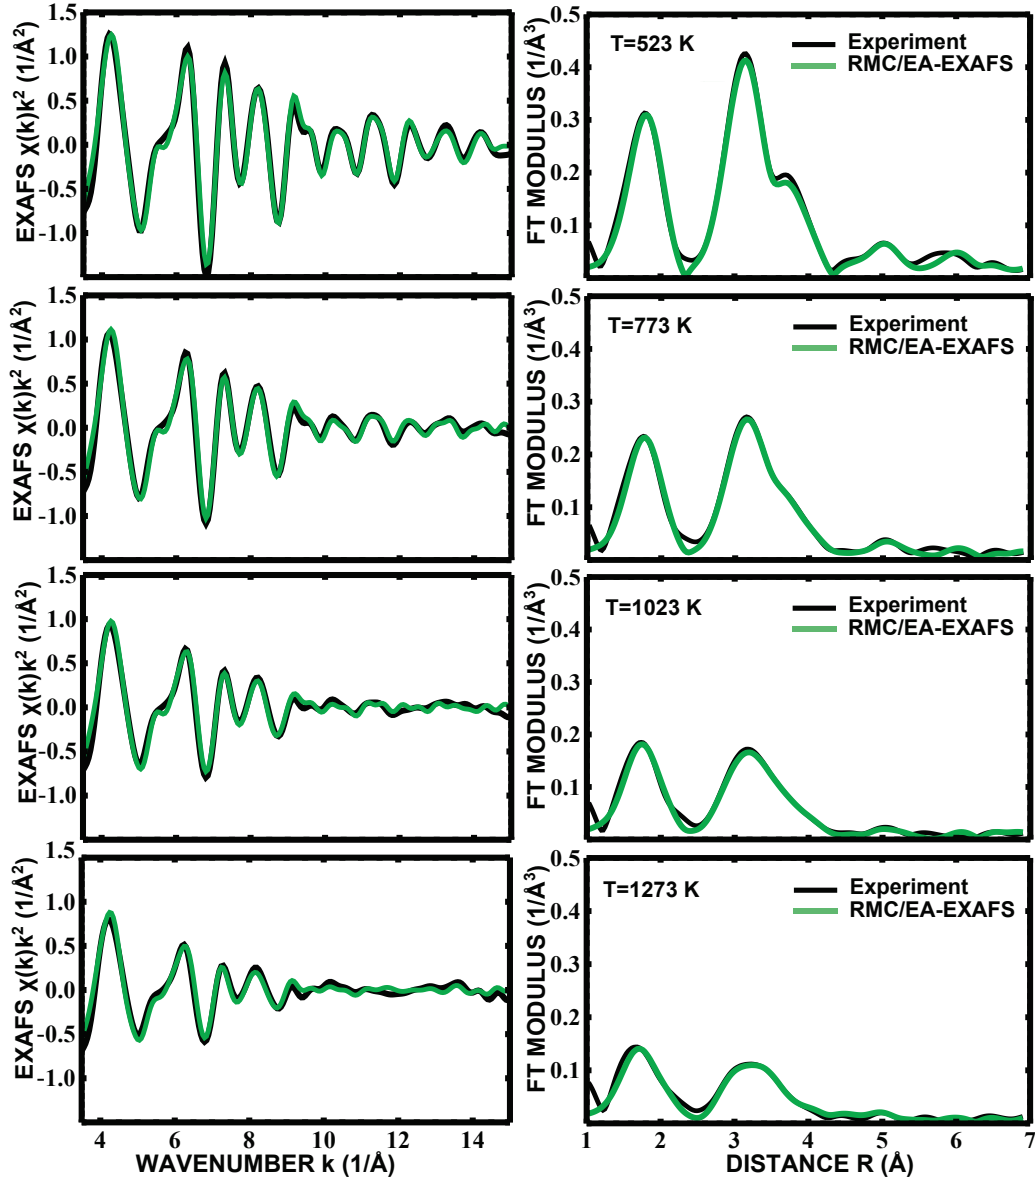 EXAFS χ(k)k² (1/Å²)
1.5
1.0
0.5
0.0
-0.5
-1.0
FT MODULUS (1/Å³)
0.5
0.4
0.3
0.2
0.1
T=523 K
Experiment
RMC/EA-EXAFS
EXAFS χ(k)k² (1/Å²)
1.5
1.0
0.5
0.0
-0.5
-1.0
FT MODULUS (1/Å³)
0.5
0.4
0.3
0.2
0.1
T=773 K
Experiment
RMC/EA-EXAFS
EXAFS χ(k)k² (1/Å²)
1.5
1.0
0.5
0.0
-0.5
-1.0
FT MODULUS (1/Å³)
0.5
0.4
0.3
0.2
0.1
T=1023 K
Experiment
RMC/EA-EXAFS
EXAFS χ(k)k² (1/Å²)
1.5
1.0
0.5
0.0
-0.5
-1.0
4 6 8 10 12 14
WAVENUMBER k (1/Å)
FT MODULUS (1/Å³)
0.5
0.4
0.3
0.2
0.1
T=1273 K
Experiment
RMC/EA-EXAFS
1 2 3 4 5 6 7
DISTANCE R (Å)